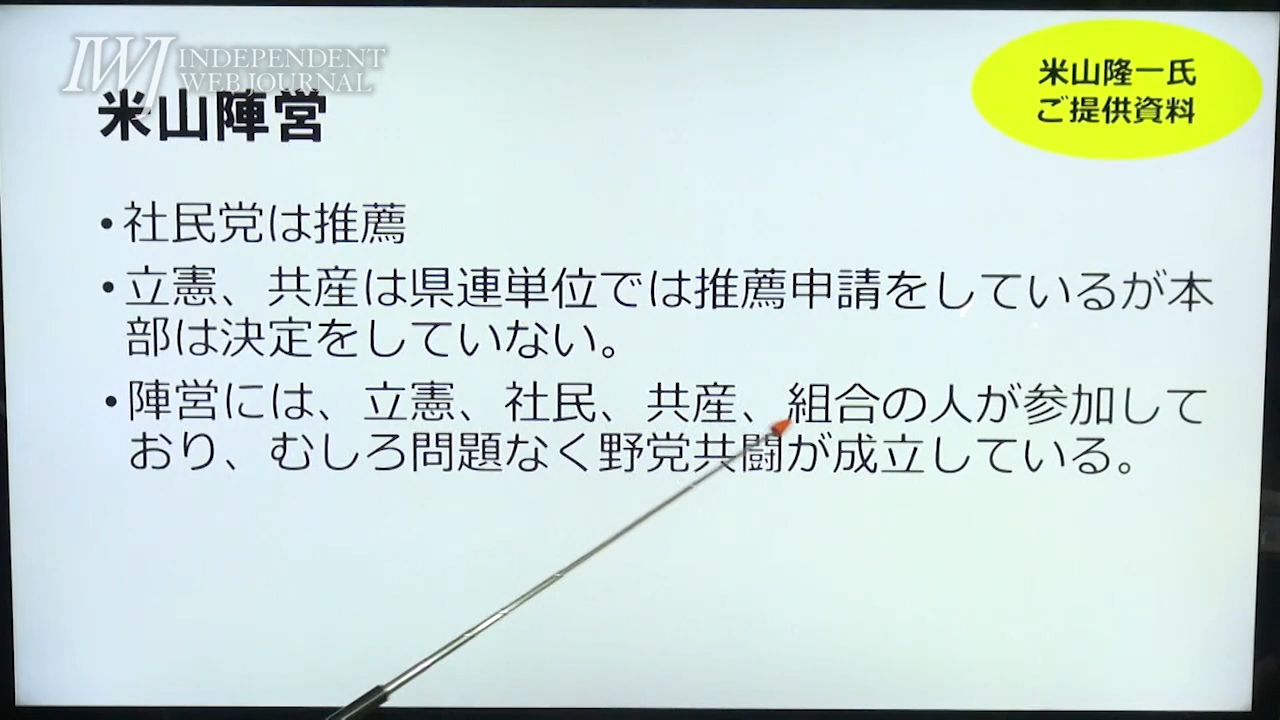 IWJ INDEPENDENT
WEB JOURNAL
米山隆一氏
ご提供資料
米山陣営
•社民党は推薦
•立憲、共産は県連単位では推薦申請をしているが本
部は決定をしていない。
•陣営には、立憲、社民、共産、組合の人が参加して
おり、むしろ問題なく野党共闘が成立している。